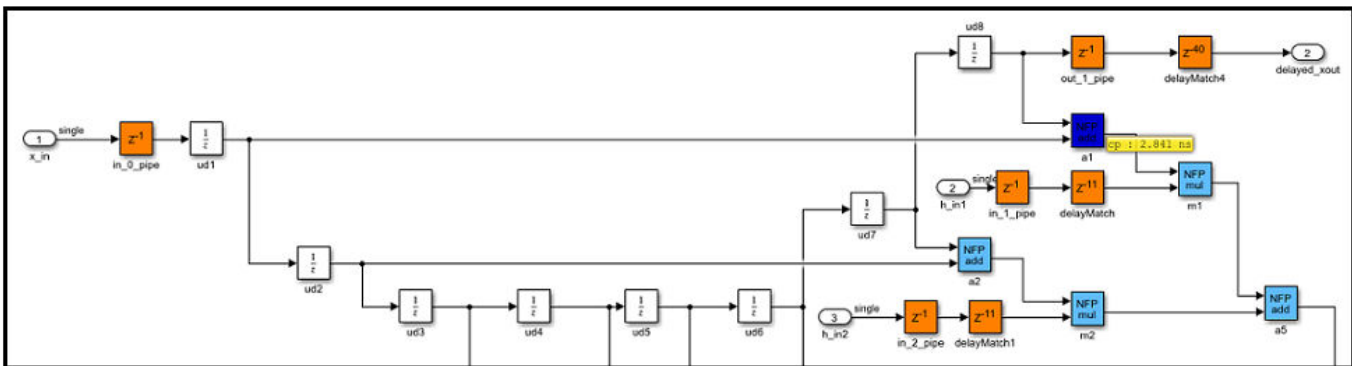 ud8
1
z
z-1
out_1_pipe
z-40
delayMatch4
2
delayed_xout
1
x_in
single
z-1
in_0_pipe
1
z
ud1
NFP
add
a1
cp : 2.841 ns
2
h_in1
single
z-1
in_1_pipe
z-11
delayMatch
NFP
mul
m1
1
z
ud7
1
z
ud2
NFP
add
a2
1
z
ud3
1
z
ud4
1
z
ud5
1
z
ud6
3
h_in2
single
z-1
in_2_pipe
z-11
delayMatch1
NFP
mul
m2
NFP
add
a5